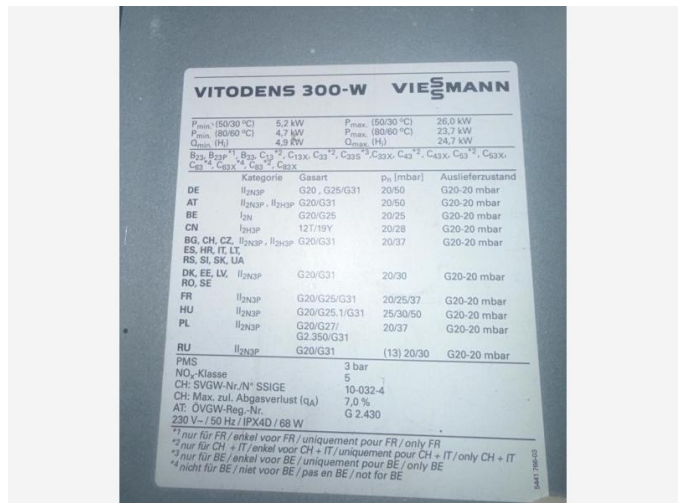 VITODENS 300-W VIESSMANN
Pmin. (50/30 °C) 5,2 kW Pmax. (50/30 °C) 26,0 kW
Pmin. (80/60 °C) 4,7 kW Pmax. (80/60 °C) 23,7 kW
Qmin. (Hi) 4,9 kW Qmax. (Hi) 24,7 kW
B23, B23P*1, B33, C13*2, C13X, C33*2, C33S*3, C33X, C43*2, C43X, C53*2, C53X,
C63*2, C63X*4, C83*2, C93X
Kategorie Gasart pn [mbar] Auslieferzustand
DE II2N3P G20, G25/G31 20/50 G20-20 mbar
AT II2N3P, II2H3P G20/G31 20/50 G20-20 mbar
BE I2N G20/G25 20/25 G20-20 mbar
CN I2H3P 12T/19Y 20/28 G20-20 mbar
BG, CH, CZ, II2N3P, II2H3P G20/G31 20/37 G20-20 mbar
ES, HR, IT, LT,
RS, SI, SK, UA
DK, EE, LV, II2N3P G20/G31 20/30 G20-20 mbar
RO, SE
FR II2N3P G20/G25/G31 20/25/37 G20-20 mbar
HU II2N3P G20/G25.1/G31 25/30/50 G20-20 mbar
PL II2N3P G20/G27/ 20/37 G20-20 mbar
G2.350/G31
RU II2N3P G20/G31 (13) 20/30 G20-20 mbar
PMS 3 bar
NOx-Klasse 5
CH: SVGW-Nr./N° SSIGE 10-032-4
CH: Max. zul. Abgasverlust (qA) 7,0 %
AT: ÖVGW-Reg.-Nr. G 2.430
230 V~ / 50 Hz / IPX4D / 68 W
*1 nur für FR / enkel voor FR / uniquement pour FR / only FR
*2 nur für CH + IT / enkel voor CH + IT / uniquement pour CH + IT / only CH + IT
*3 nur für BE / enkel voor BE / uniquement pour BE / only BE
*4 nicht für BE / niet voor BE / pas en BE / not for BE
5441 766-03